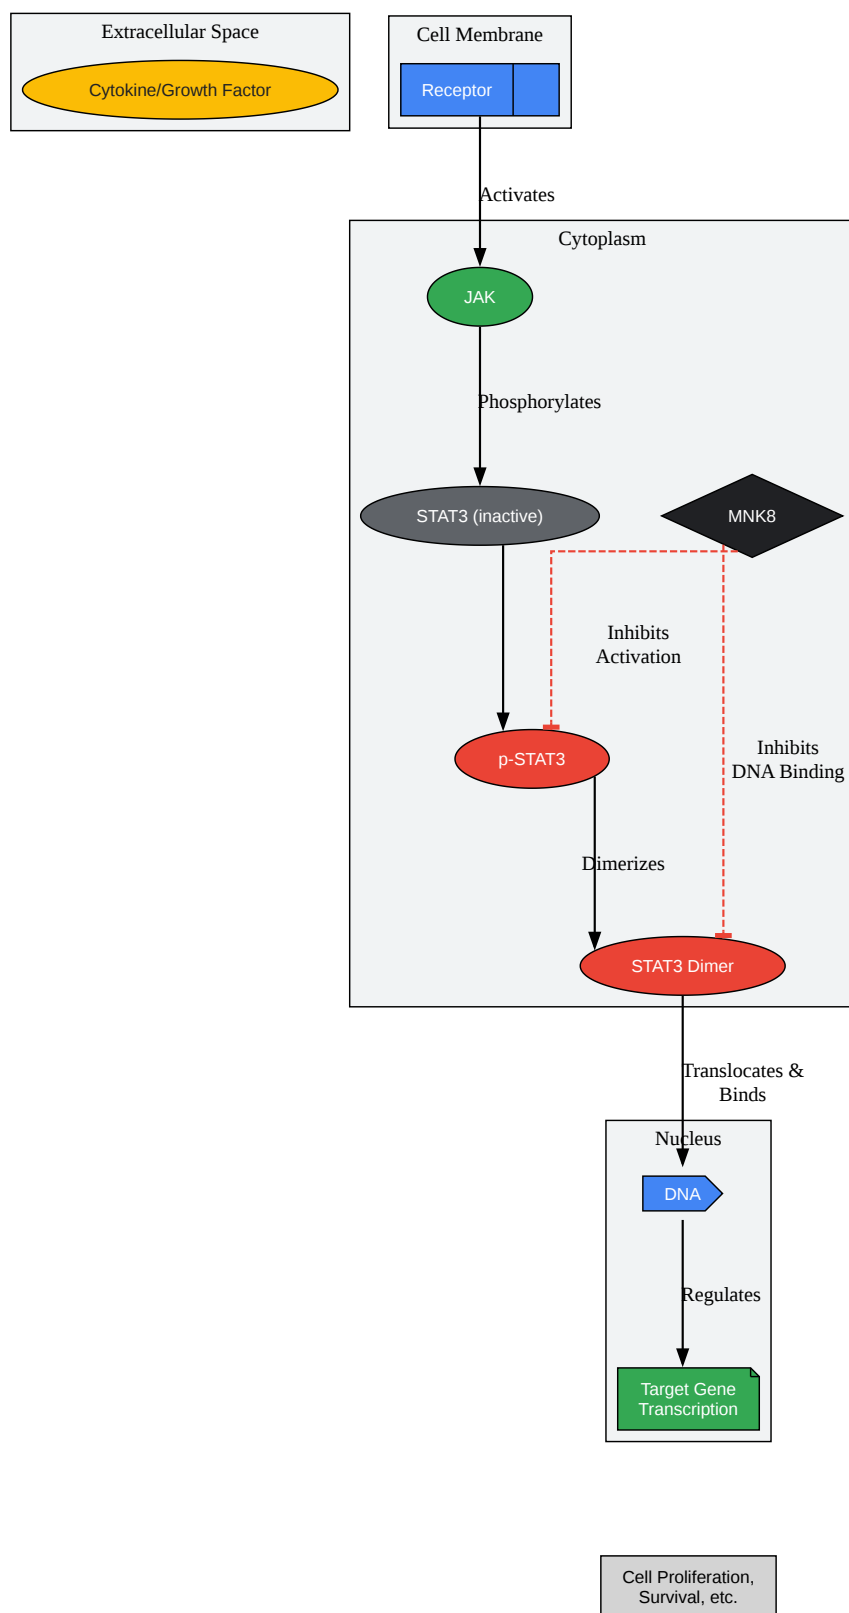 Extracellular Space
Cytokine/Growth Factor
Cell Membrane
Receptor
Activates
Cytoplasm
JAK
Phosphorylates
STAT3 (inactive)
MNK8
Inhibits
Activation
p-STAT3
Inhibits
DNA Binding
Dimerizes
STAT3 Dimer
Translocates &
Binds
Nucleus
DNA
Regulates
Target Gene
Transcription
Cell Proliferation,
Survival, etc.